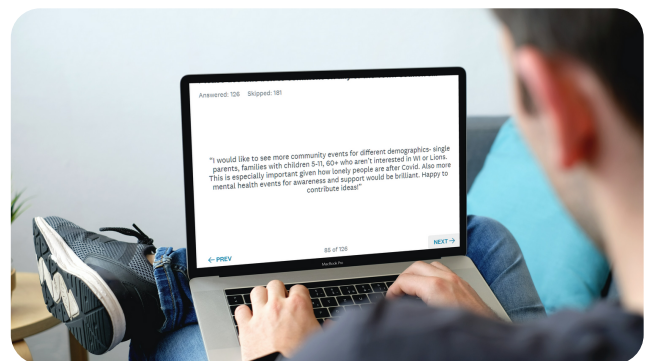 Answered: 126 Skipped: 181
"I would like to see more community events for different demographics- single
parents, families with children 5-11, 60+ who aren't interested in WI or Lions.
This is especially important given how lonely people are after Covid. Also more
mental health events for awareness and support would be brilliant. Happy to
contribute ideas!"
85 of 126
← PREV
NEXT →
MacBook Pro